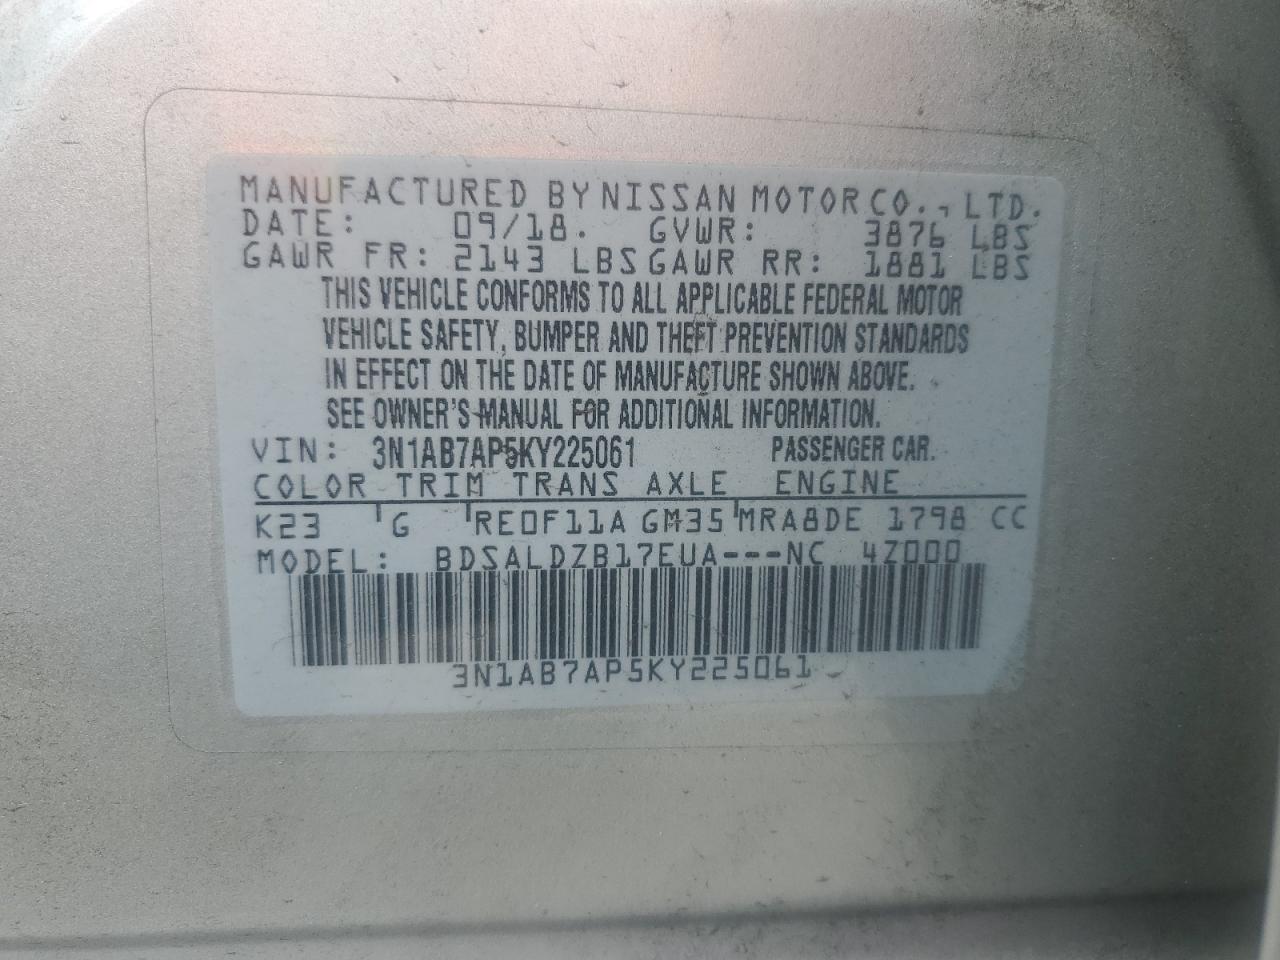 MANUFACTURED BY NISSAN MOTOR CO., LTD.
DATE: 09/18. GVWR: 3876 LBS
GAWR FR: 2143 LBS GAWR RR: 1881 LBS
THIS VEHICLE CONFORMS TO ALL APPLICABLE FEDERAL MOTOR
VEHICLE SAFETY, BUMPER AND THEFT PREVENTION STANDARDS
IN EFFECT ON THE DATE OF MANUFACTURE SHOWN ABOVE.
SEE OWNER'S MANUAL FOR ADDITIONAL INFORMATION.
VIN: 3N1AB7AP5KY225061 PASSENGER CAR.
COLOR TRIM TRANS AXLE ENGINE
K23 G RE0F11A GM35 MRA8DE 1798 CC
MODEL: BDSALDZB17EUA---NC 4Z000
3N1AB7AP5KY225061